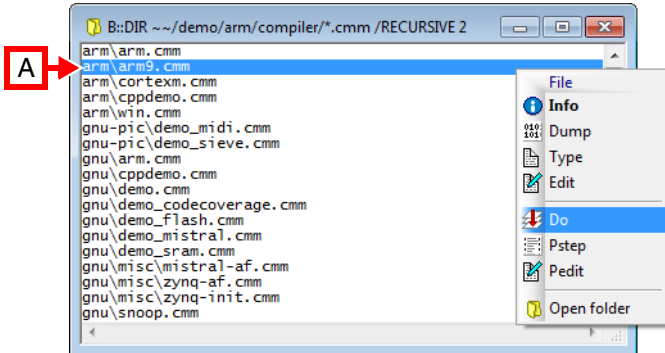 B::DIR ~~/demo/arm/compiler/*.cmm /RECURSIVE 2
arm\arm.cmm
A
arm\arm9.cmm
arm\cortexm.cmm
arm\cppdemo.cmm
arm\win.cmm
gnu-pic\demo_midi.cmm
gnu-pic\demo_sieve.cmm
gnu\arm.cmm
gnu\cppdemo.cmm
gnu\demo.cmm
gnu\demo_codecoverage.cmm
gnu\demo_flash.cmm
gnu\demo_mistral.cmm
gnu\demo_sram.cmm
gnu\misc\mistral-af.cmm
gnu\misc\zynq-af.cmm
gnu\misc\zynq-init.cmm
gnu\snoop.cmm
File
Info
Dump
Type
Edit
Do
Pstep
Pedit
Open folder